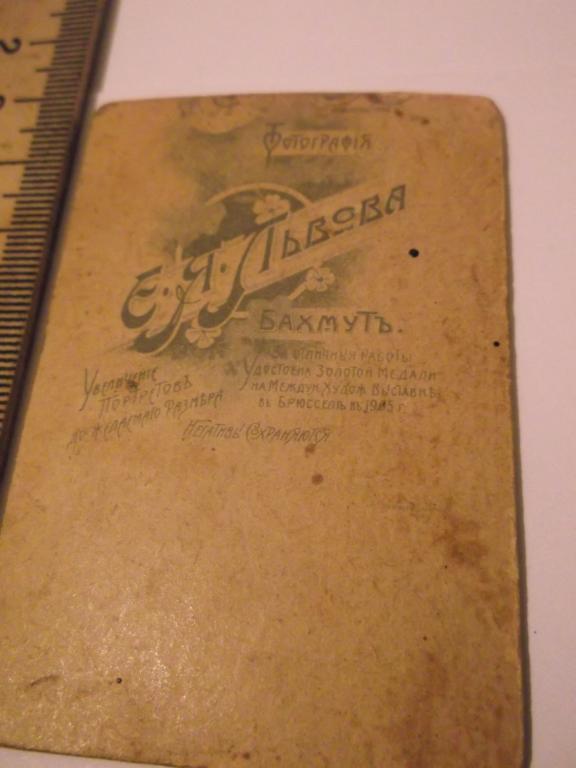 Фотографія
Е. Д. Львова
Бахмутъ.
Увеличеніе
Портретовъ
до желаемаго размѣра
За отличныя работы
Удостоена Золотой Медали
на Междун. Худож. Выставкѣ
въ Брюсселѣ въ 1905 г.
Негативы сохраняются
2